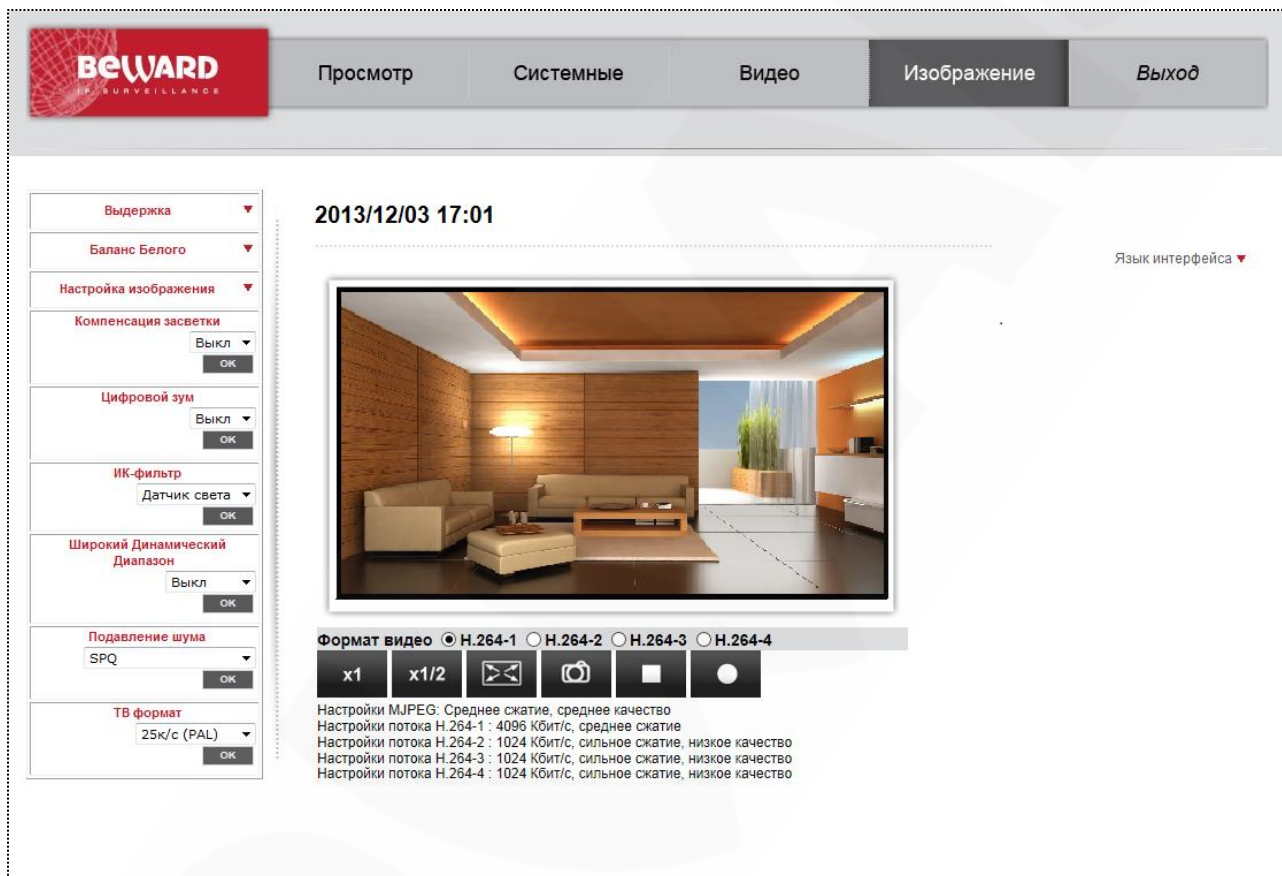 BEWARD
IP SURVEILLANCE
Просмотр
Системные
Видео
Изображение
Выход
Выдержка
Баланс Белого
Настройка изображения
Компенсация засветки
Выкл
OK
Цифровой зум
Выкл
OK
ИК-фильтр
Датчик света
OK
Широкий Динамический
Диапазон
Выкл
OK
Подавление шума
SPQ
OK
ТВ формат
25к/с (PAL)
OK
2013/12/03 17:01
Язык интерфейса
Формат видео H.264-1 H.264-2 H.264-3 H.264-4
x1 x1/2
Настройки MJPEG: Среднее сжатие, среднее качество
Настройки потока H.264-1 : 4096 Кбит/с, среднее сжатие
Настройки потока H.264-2 : 1024 Кбит/с, сильное сжатие, низкое качество
Настройки потока H.264-3 : 1024 Кбит/с, сильное сжатие, низкое качество
Настройки потока H.264-4 : 1024 Кбит/с, сильное сжатие, низкое качество